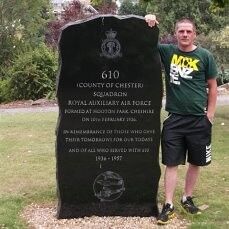 610
(COUNTY OF CHESTER)
SQUADRON
ROYAL AUXILIARY AIR FORCE
FORMED AT HOOTON PARK, CHESHIRE
ON 10TH FEBRUARY 1936.
IN REMEMBRANCE OF THOSE WHO GAVE
THEIR TOMORROWS FOR OUR TODAYS
AND OF ALL WHO SERVED WITH 610
1936 - 1957